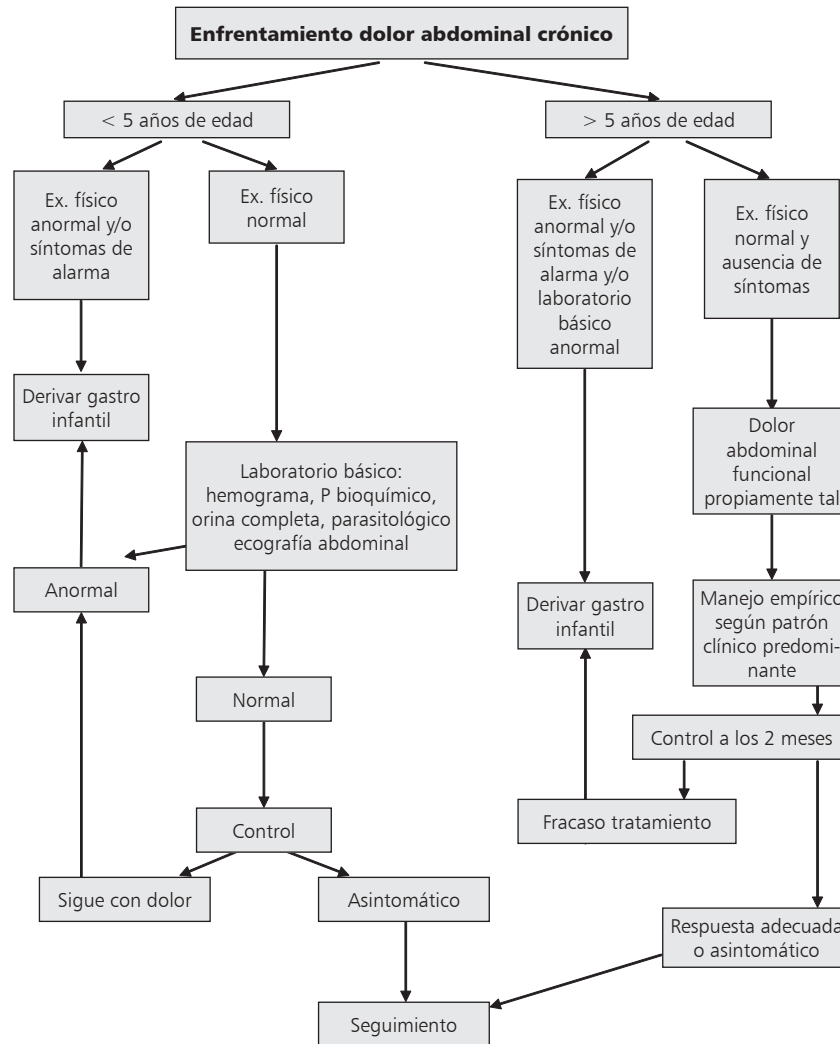 Enfrentamiento dolor abdominal crónico
< 5 años de edad
> 5 años de edad
Ex. físico
anormal y/o
síntomas de
alarma
Ex. físico
normal
Ex. físico
anormal y/o
síntomas de
alarma y/o
laboratorio
básico
anormal
Ex. físico
normal y
ausencia de
síntomas
Derivar gastro
infantil
Laboratorio básico:
hemograma, P bioquímico,
orina completa, parasitológico
ecografía abdominal
Dolor
abdominal
funcional
propiamente tal
Anormal
Derivar gastro
infantil
Manejo empírico
según patrón
clínico predomi-
nante
Normal
Control a los 2 meses
Control
Fracaso tratamiento
Sigue con dolor
Asintomático
Respuesta adecuada
o asintomático
Seguimiento